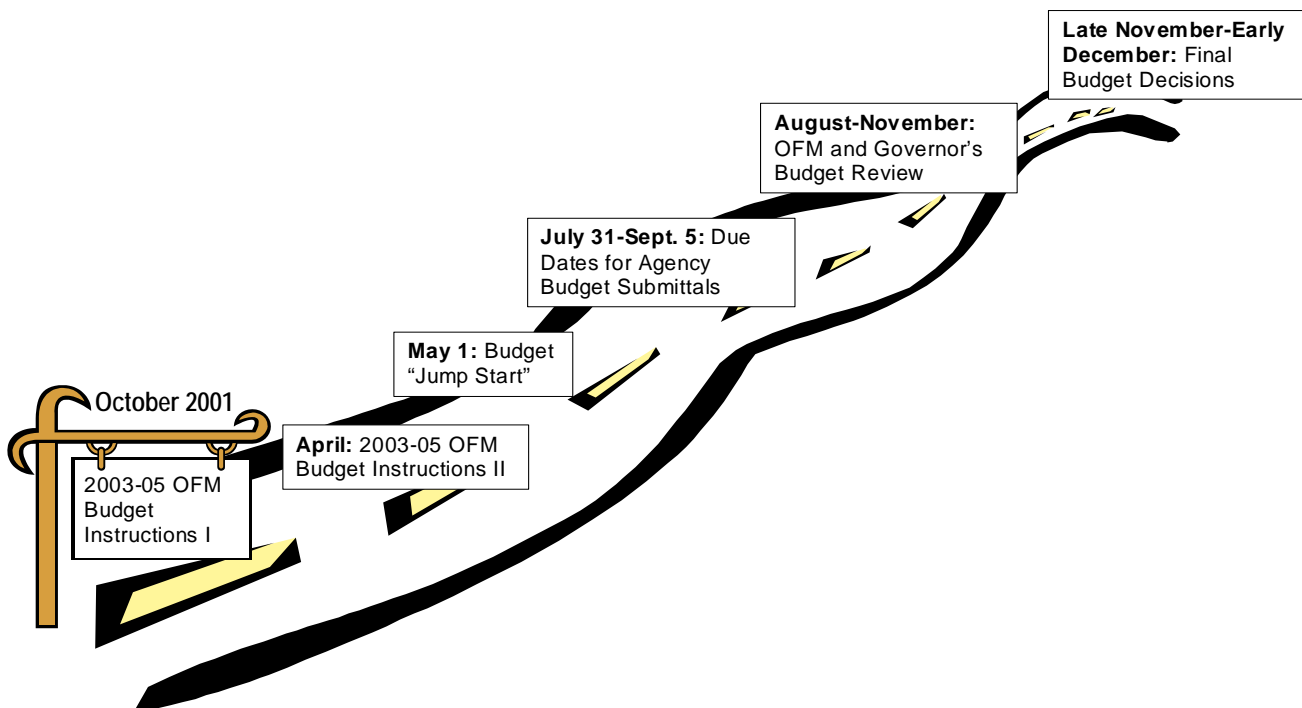 October 2001
2003-05 OFM
Budget
Instructions I
April: 2003-05 OFM
Budget Instructions II
May 1: Budget
“Jump Start”
July 31-Sept. 5: Due
Dates for Agency
Budget Submittals
August-November:
OFM and Governor’s
Budget Review
Late November-Early
December: Final
Budget Decisions